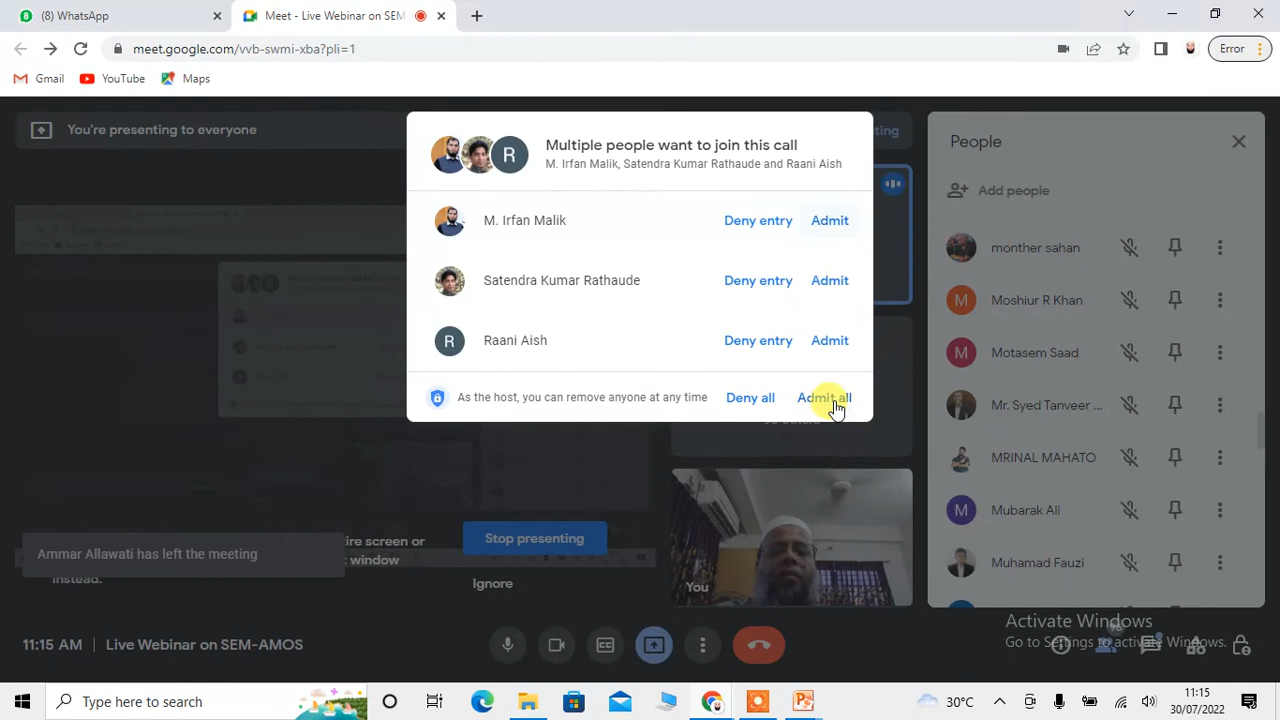 (80) WhatsApp
Meet - Live Webinar on SEM
meet.google.com/vvb-swmi-xba?pli=1
Error
Gmail
YouTube
Maps
You're presenting to everyone
Multiple people want to join this call
M. Irfan Malik, Satendra Kumar Rathaude and Raani Aish
M. Irfan Malik
Deny entry
Admit
Satendra Kumar Rathaude
Deny entry
Admit
R
Raani Aish
Deny entry
Admit
As the host, you can remove anyone at any time
Deny all
Admit all
People
Add people
monther sahan
M
Moshiur R Khan
M
Motasem Saad
Mr. Syed Tanveer ...
MRINAL MAHATO
M
Mubarak Ali
Muhamad Fauzi
Ammar Allawati has left the meeting
window
instead.
Stop presenting
Ignore
You
Activate Windows
Go to Settings to activate Windows.
11:15 AM | Live Webinar on SEM-AMOS
Type here to search
30°C
11:15
30/07/2022